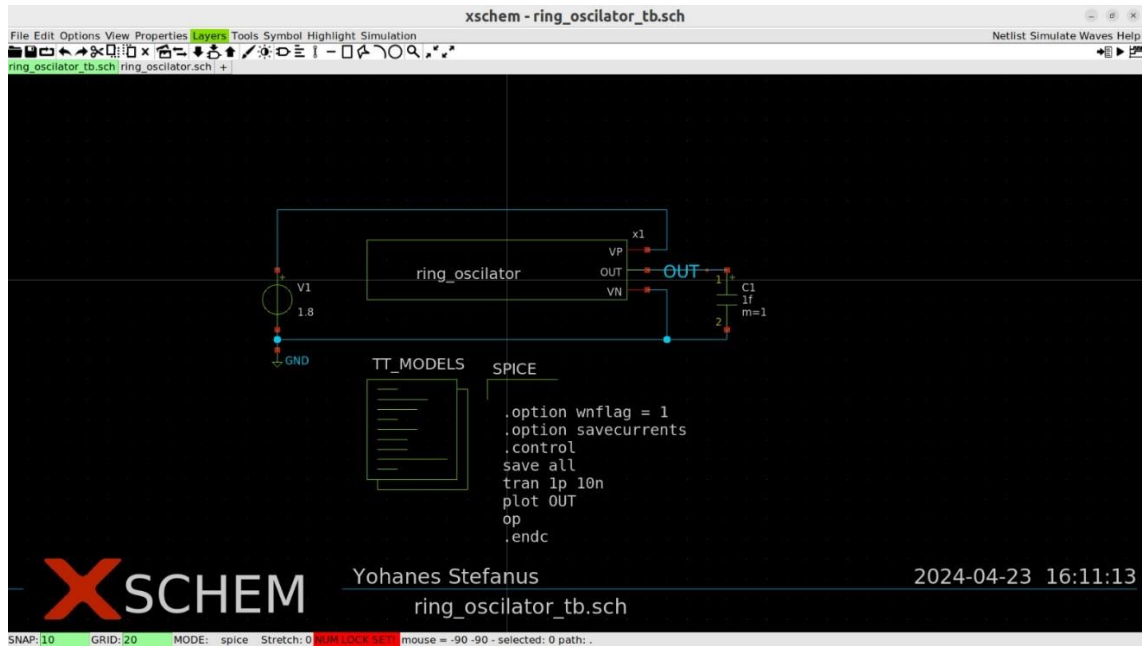 xschem - ring_oscilator_tb.sch
File Edit Options View Properties Layers Tools Symbol Highlight Simulation Netlist Simulate Waves Help
ring_oscilator_tb.sch ring_oscilator.sch +
x1
VP
ring_oscilator OUT OUT
VN
+
V1
1.8
1 +
C1
1f
m=1
2
GND
TT_MODELS
SPICE
.option wnflag = 1
.option savecurrents
.control
save all
tran 1p 10n
plot OUT
op
.endc
XSCHEM
Yohanes Stefanus
2024-04-23 16:11:13
ring_oscilator_tb.sch
SNAP: 10 GRID: 20 MODE: spice Stretch: 0 NUM LOCK SET! mouse = -90 -90 - selected: 0 path: .